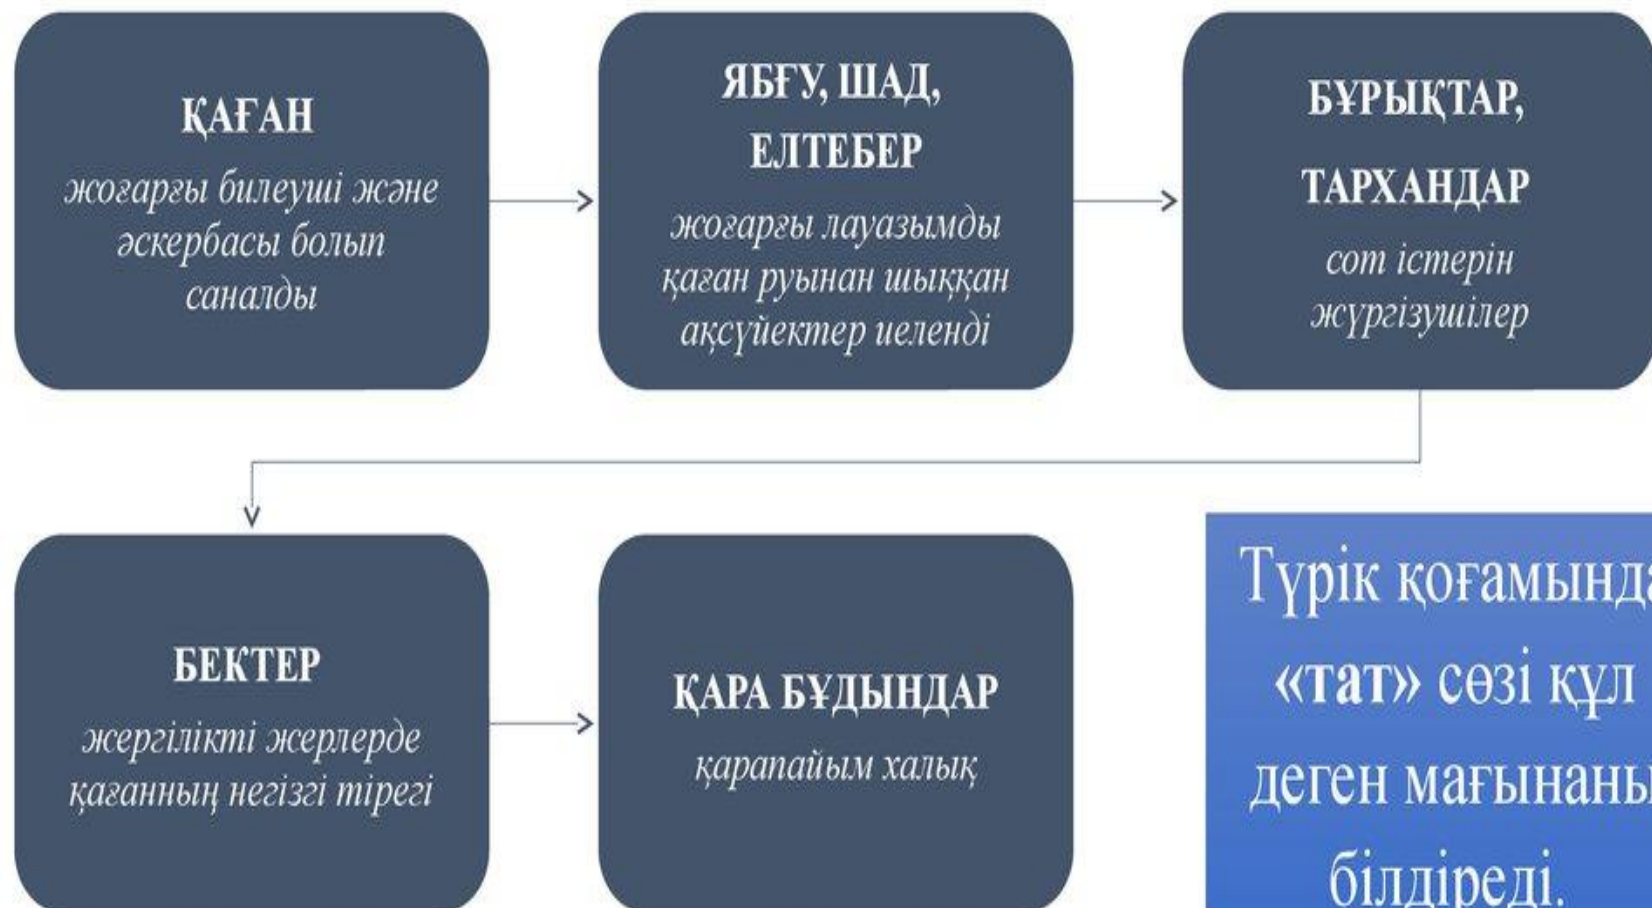 ҚАҒАН
жоғарғы билеуші және
әскербасы болып
саналды
ЯБҒУ, ШАД,
ЕЛТЕБЕР
жоғарғы лауазымды
қаған руынан шыққан
ақсүйектер иеленді
БҰРЫҚТАР,
ТАРХАНДАР
сот істерін
жүргізушілер
БЕКТЕР
жергілікті жерлерде
қағанның негізгі тірегі
ҚАРА БҰДЫНДАР
қарапайым халық
Түрік қоғамында
«тат» сөзі құл
деген мағынаны
білдіреді.